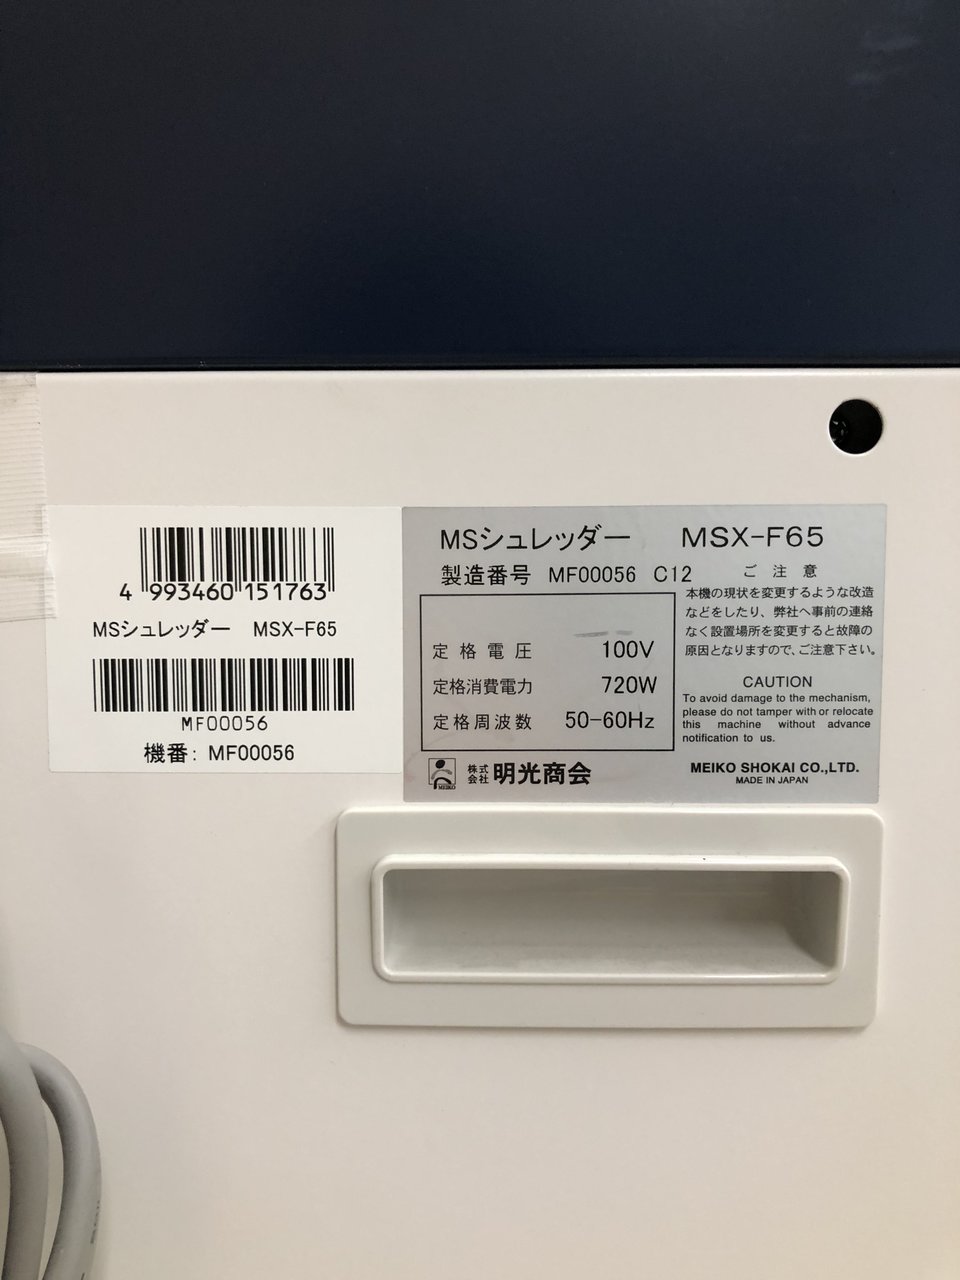 4 993460 151763
MSシュレッダー MSX-F65
MF00056
機番: MF00056
MSシュレッダー MSX-F65
製造番号 MF00056 C12
定格電圧 100V
定格消費電力 720W
定格周波数 50-60Hz
MEIKO
株式会社 明光商会
ご注意
本機の現状を変更するような改造
などをしたり、弊社へ事前の連絡
なく設置場所を変更すると故障の
原因となりますので、ご注意下さい。
CAUTION
To avoid damage to the mechanism,
please do not tamper with or relocate
this machine without advance
notification to us.
MEIKO SHOKAI CO.,LTD.
MADE IN JAPAN